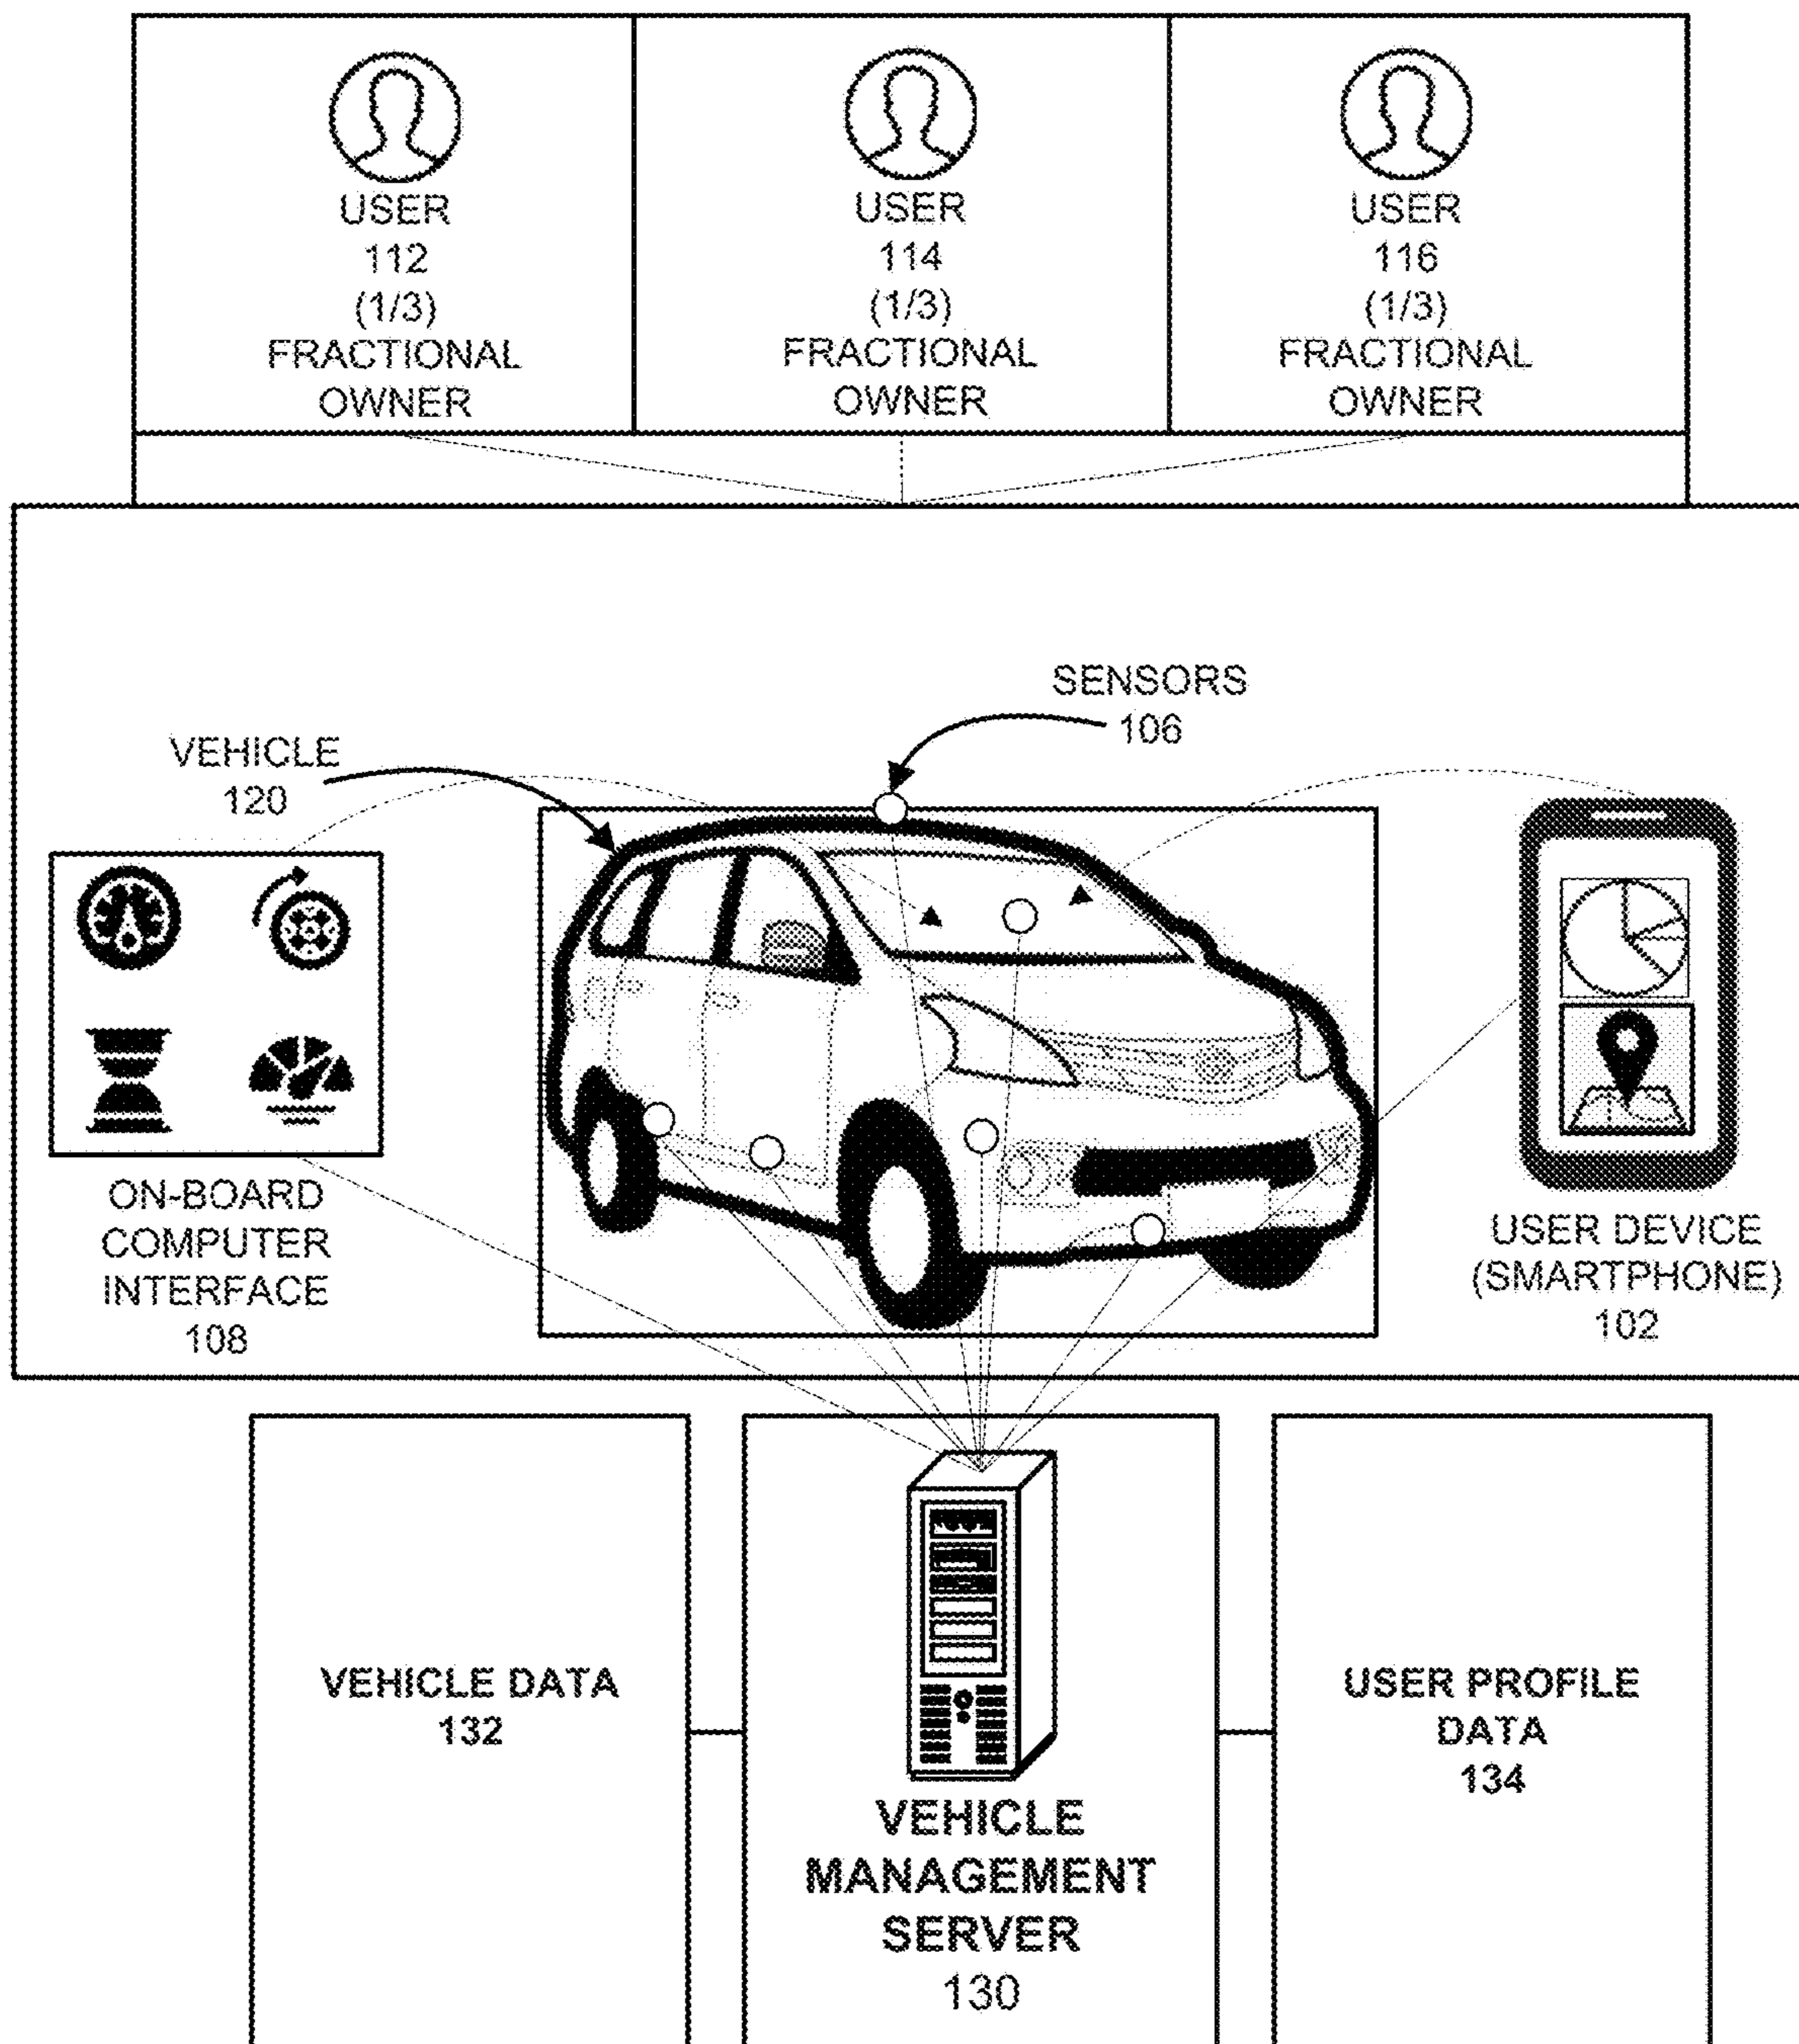 USER
112
(1/3)
FRACTIONAL
OWNER
USER
114
(1/3)
FRACTIONAL
OWNER
USER
116
(1/3)
FRACTIONAL
OWNER
SENSORS
106
VEHICLE
120
ON-BOARD
COMPUTER
INTERFACE
108
USER DEVICE
(SMARTPHONE)
102
VEHICLE DATA
132
VEHICLE
MANAGEMENT
SERVER
130
USER PROFILE
DATA
134